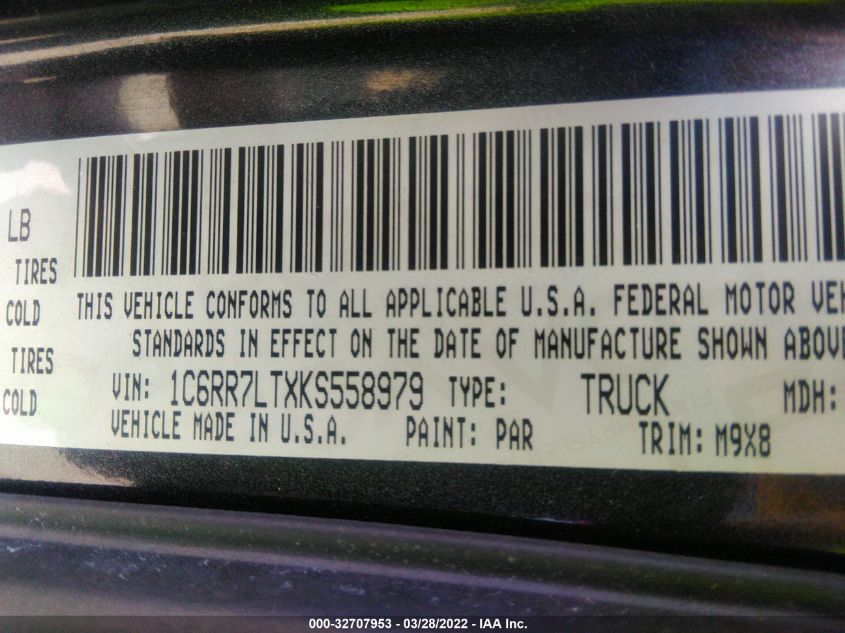 LB
TIRES
COLD
TIRES
COLD
THIS VEHICLE CONFORMS TO ALL APPLICABLE U.S.A. FEDERAL MOTOR VEH
STANDARDS IN EFFECT ON THE DATE OF MANUFACTURE SHOWN ABOVE
VIN: 1C6RR7LTXKS558979 TYPE: TRUCK MDH:
VEHICLE MADE IN U.S.A. PAINT: PAR TRIM: M9X8
000-32707953 / 03/28/2022 - IAA Inc.